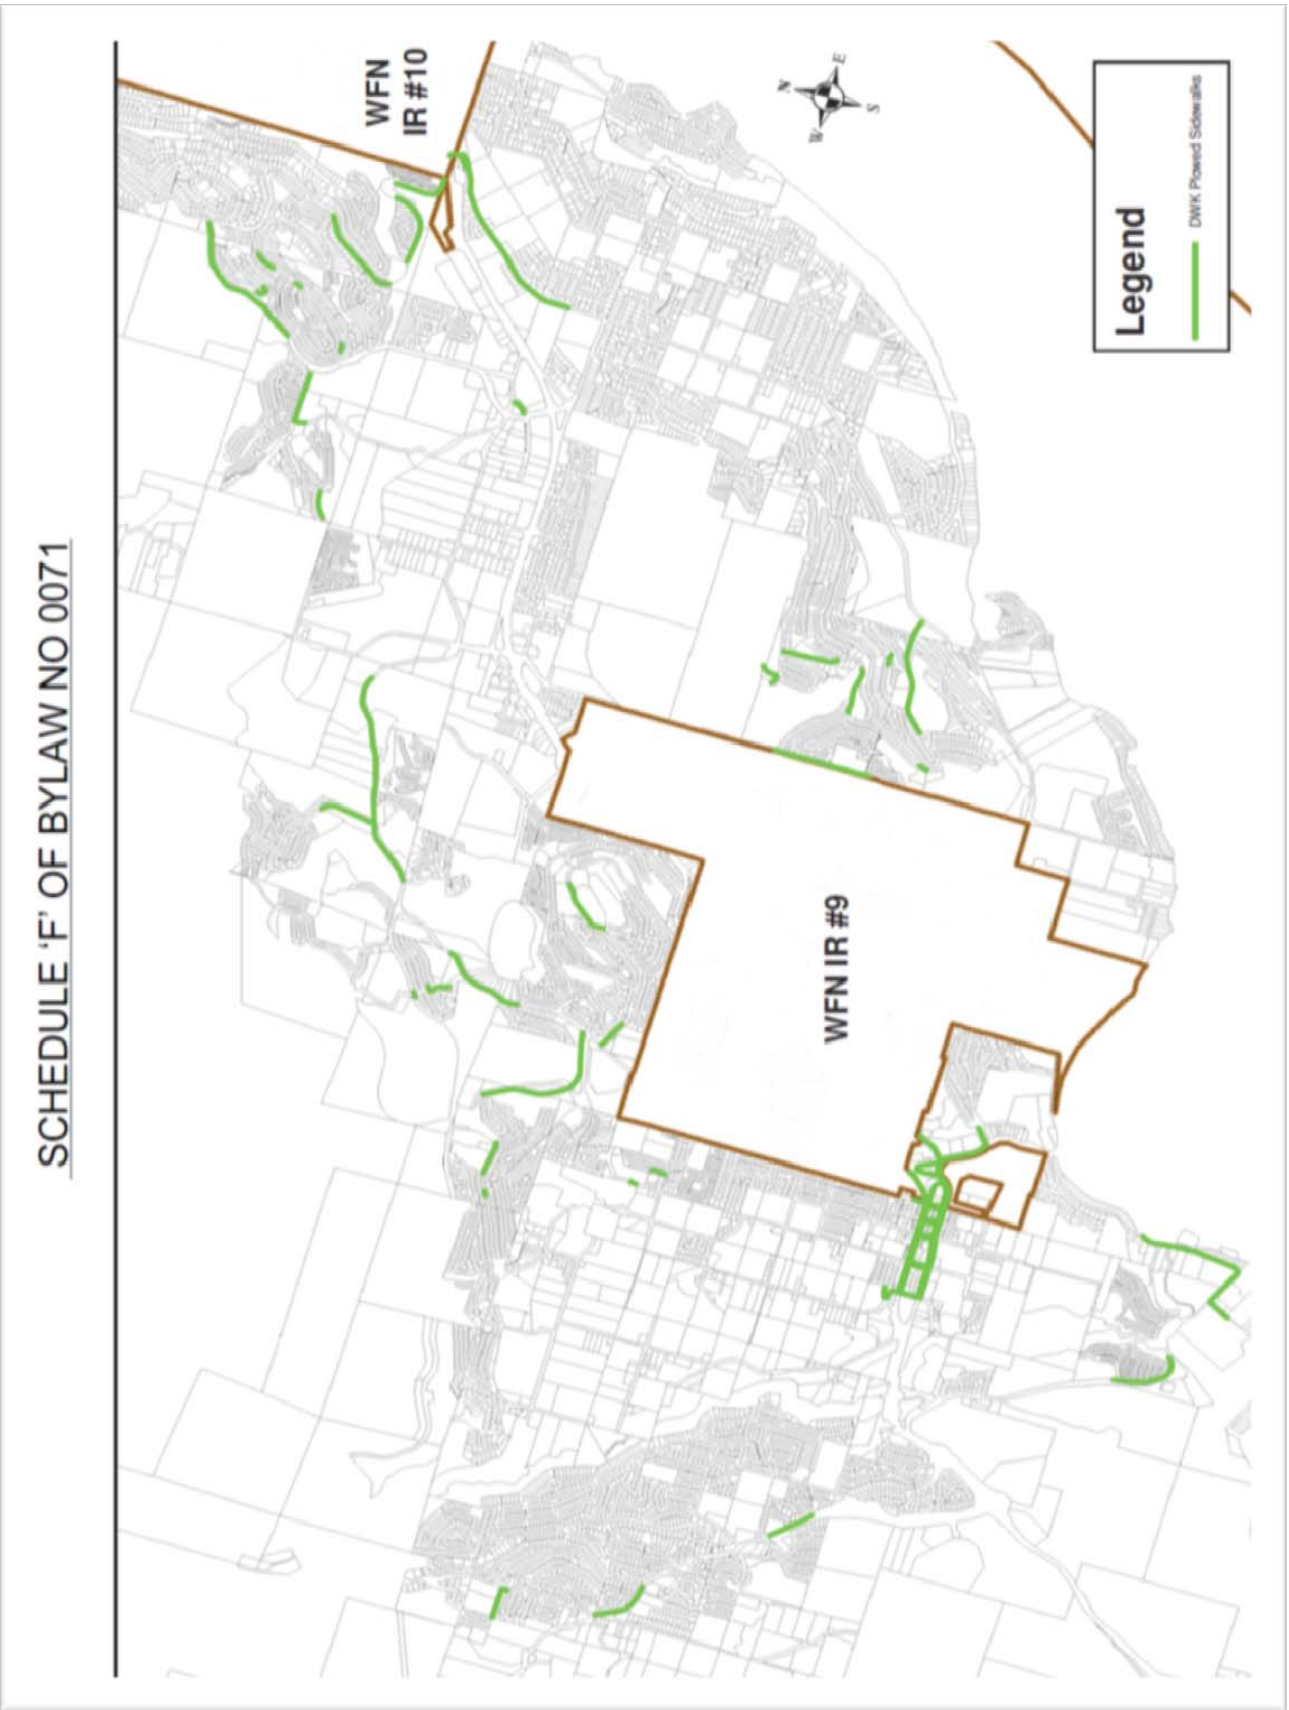 SCHEDULE ‘F’ OF BYLAW NO 0071
WFN
IR #10
N
E
W
S
WFN IR #9
Legend
DWK Plowed Sidewalks